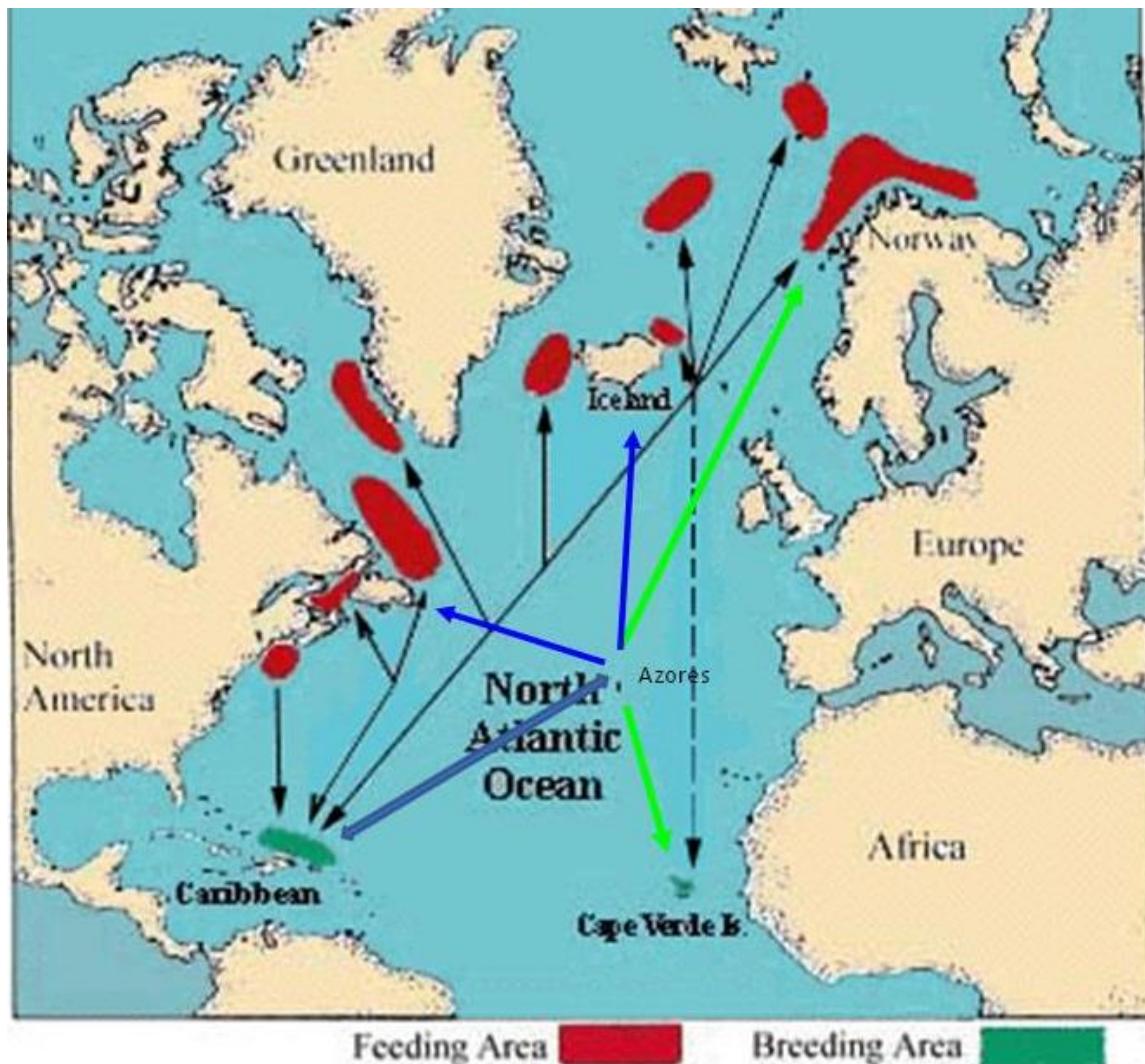 Greenland
Norway
Iceland
Europe
North
America
Azores
North
Atlantic
Ocean
Africa
Caribbean
Cape Verde Is.
Feeding Area
Breeding Area